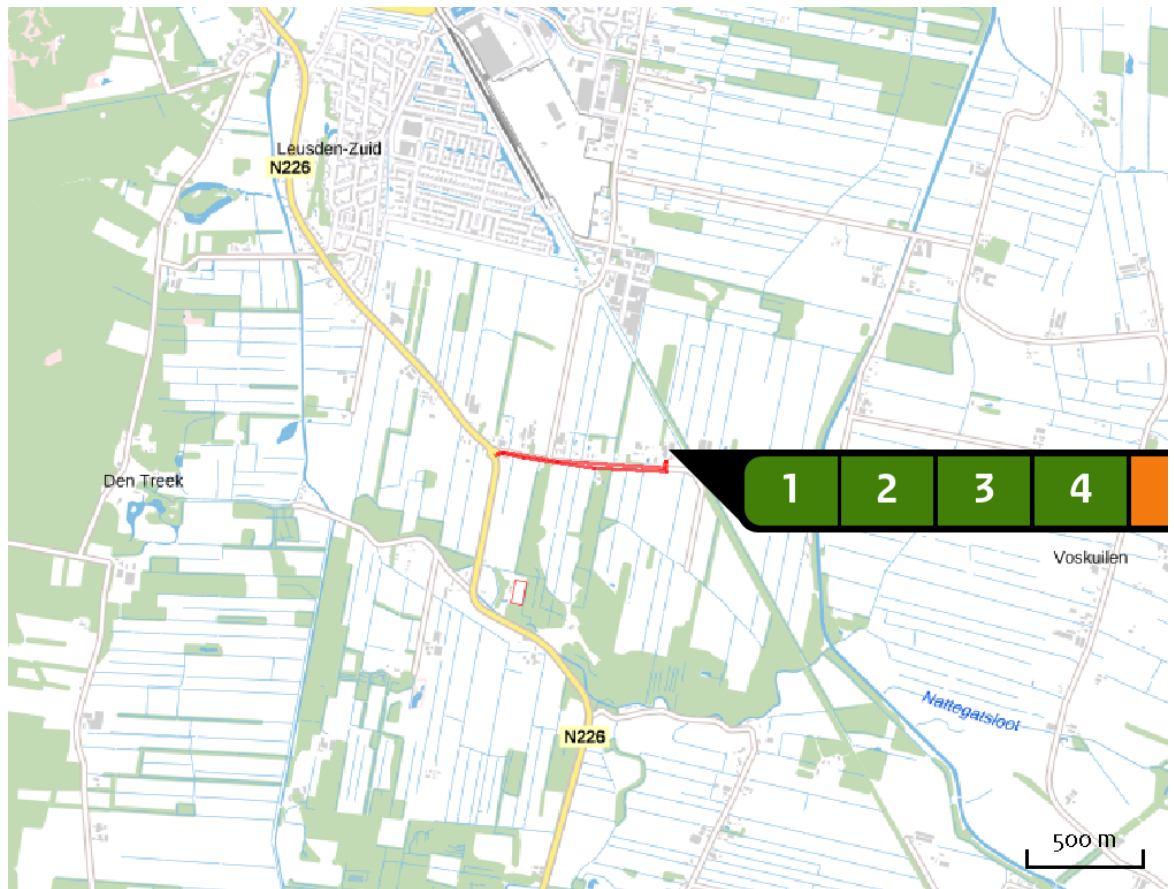 Leusden-Zuid
N226
Den Treek
1 2 3 4
Voskuilen
Nattegatsloot
N226
500 m